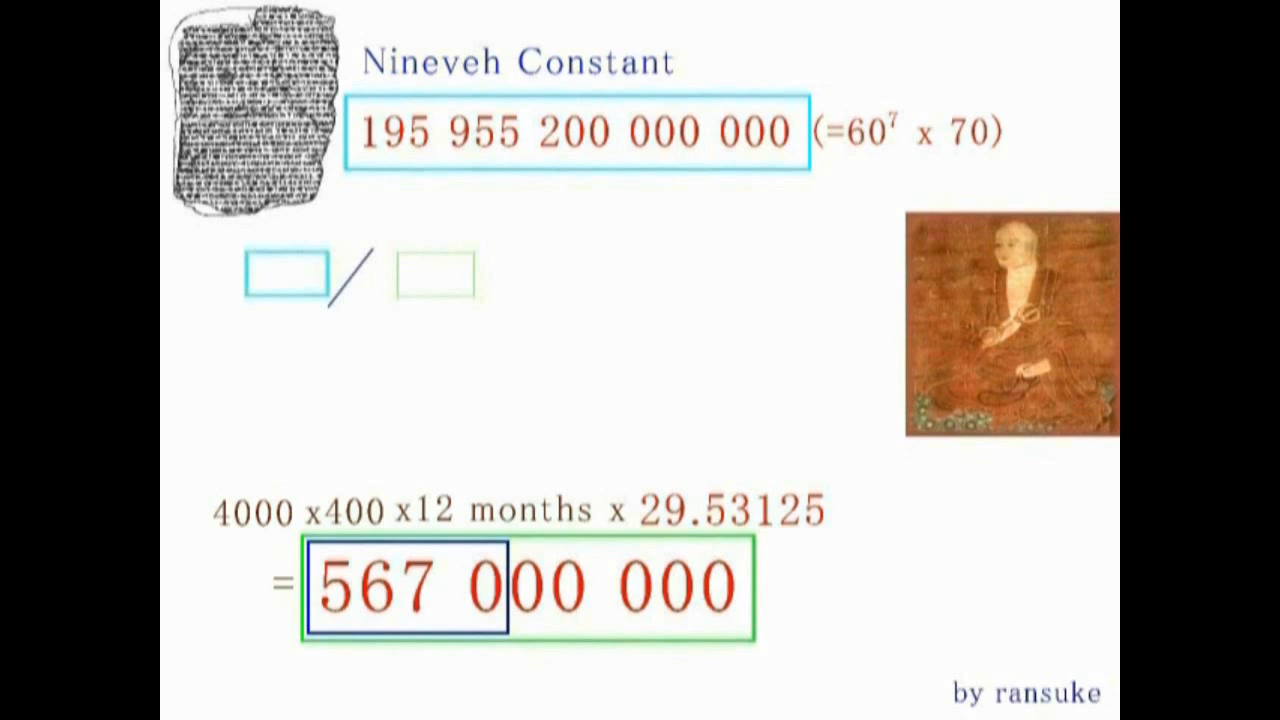 Nineveh Constant
195 955 200 000 000 (=60⁷ x 70)
4000 x400 x12 months x 29.53125
= 567 000 000
by ransuke